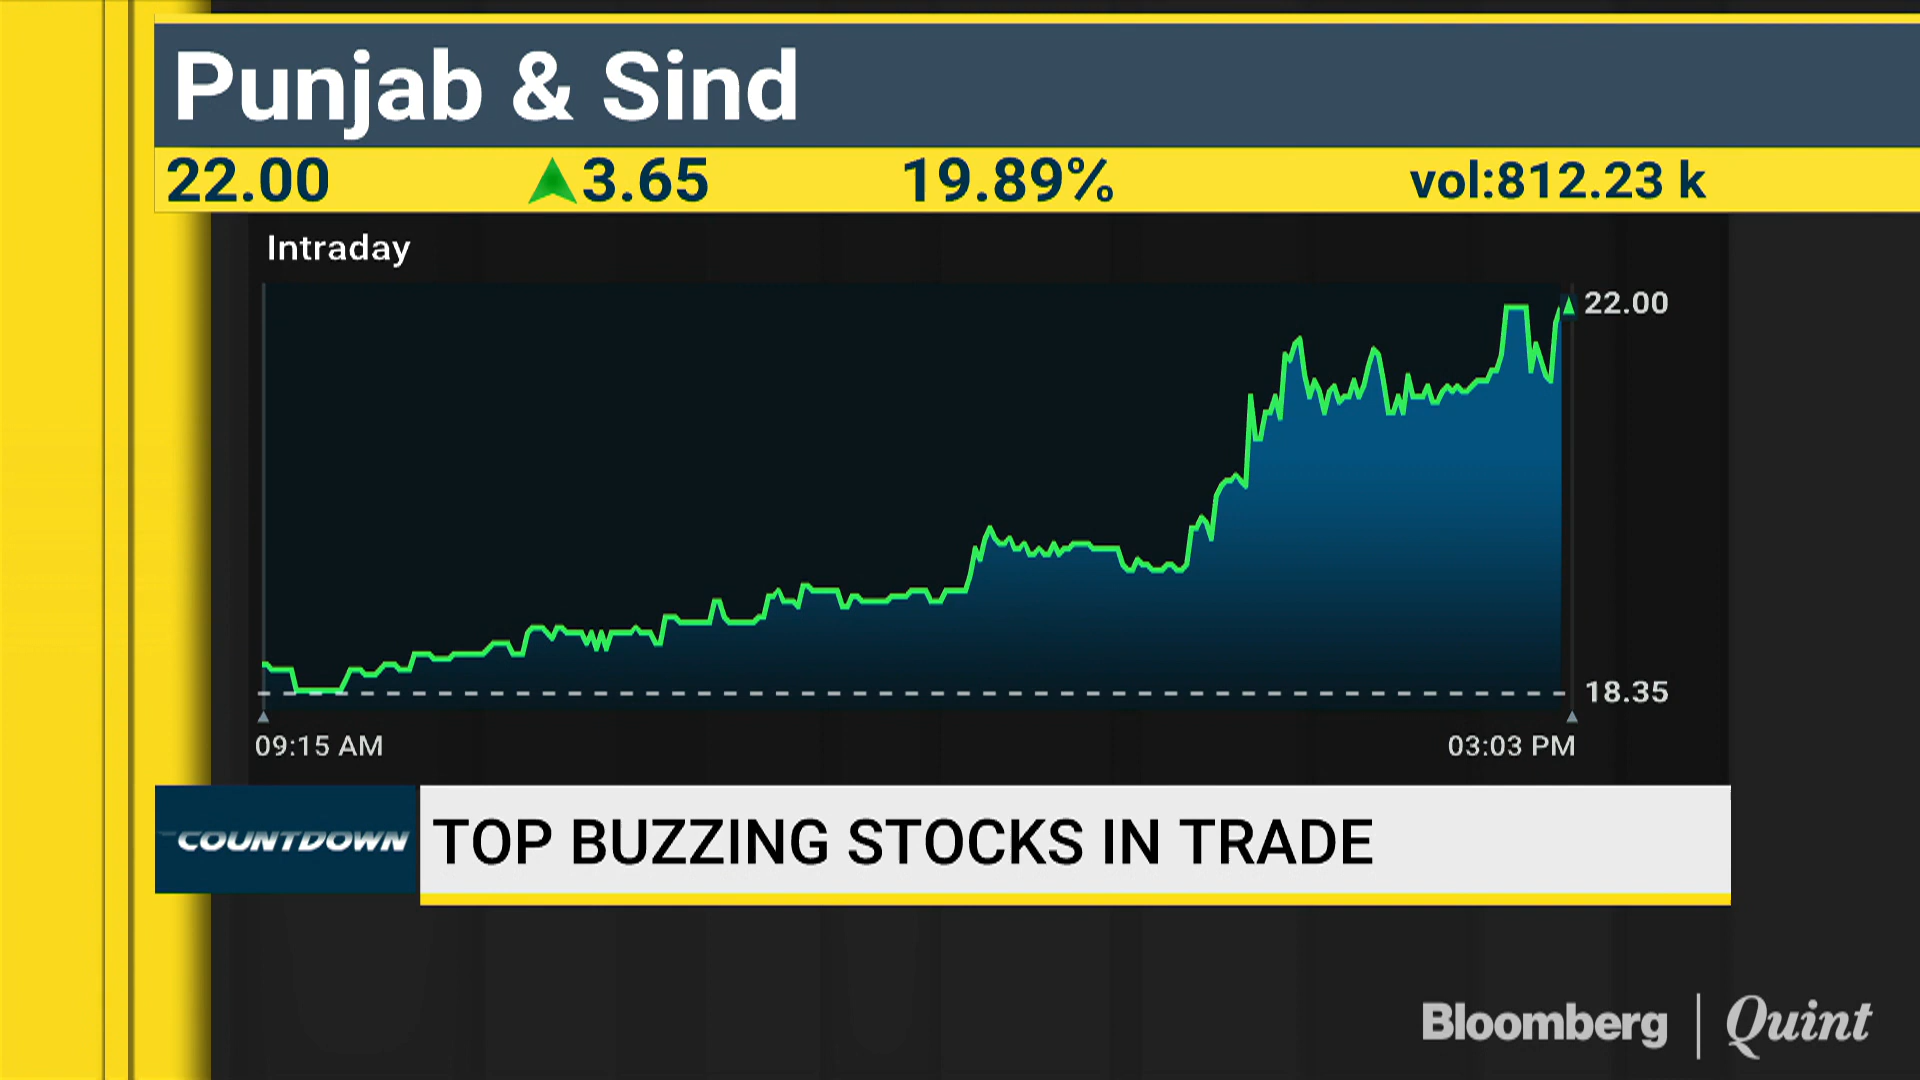 Punjab & Sind
22.00 ▲3.65 19.89% vol:812.23 k
Intraday
22.00
18.35
09:15 AM 03:03 PM
COUNTDOWN TOP BUZZING STOCKS IN TRADE
Bloomberg | Quint